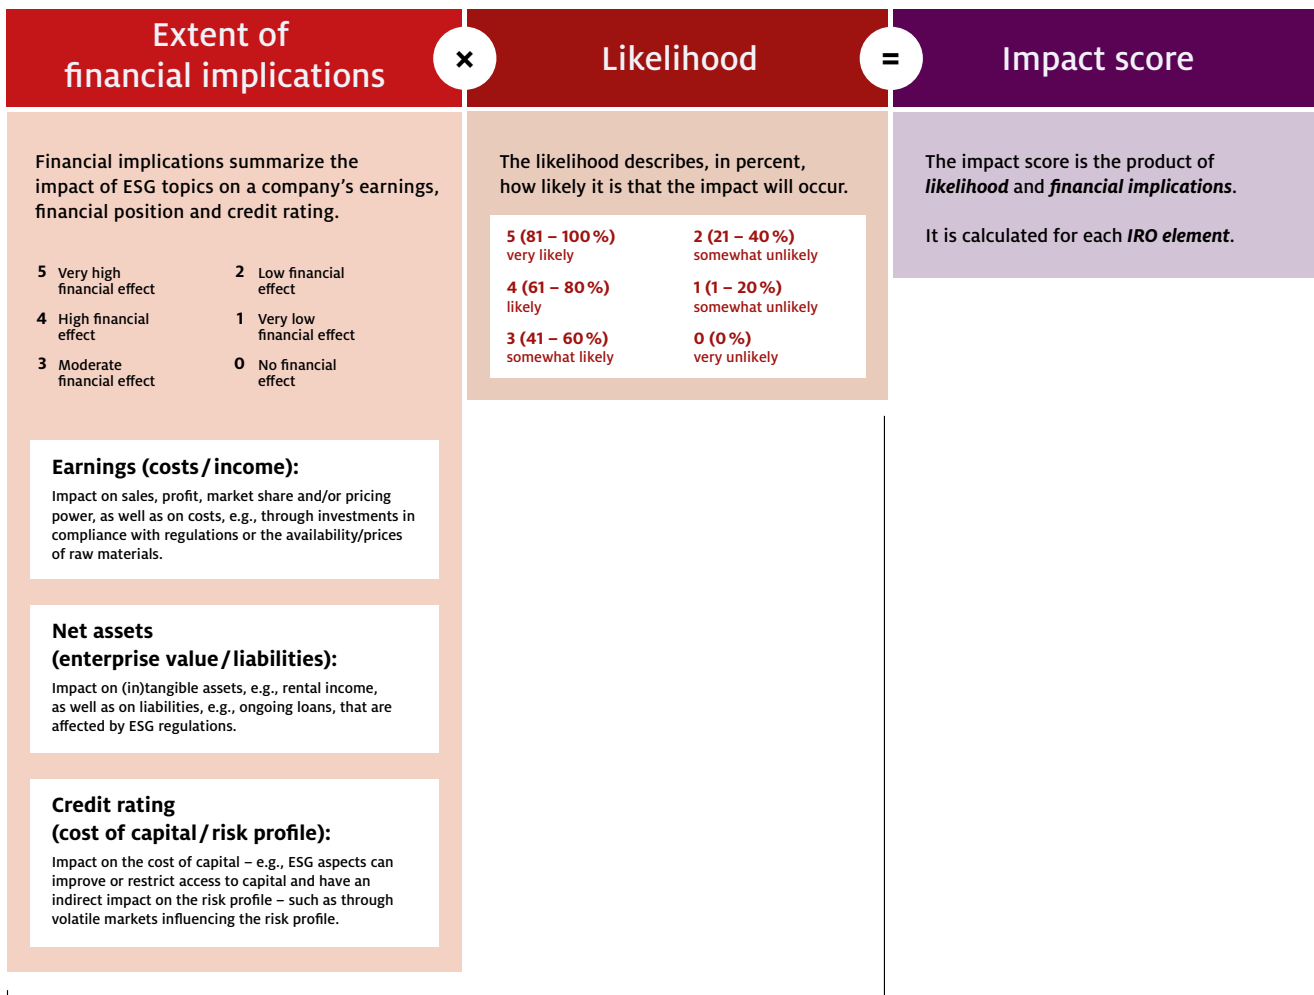 Extent of
financial implications
×
Likelihood
=
Impact score
Financial implications summarize the
impact of ESG topics on a company's earnings,
financial position and credit rating.
5 Very high
financial effect
4 High financial
effect
3 Moderate
financial effect
2 Low financial
effect
1 Very low
financial effect
0 No financial
effect
Earnings (costs / income):
Impact on sales, profit, market share and/or pricing
power, as well as on costs, e.g., through investments in
compliance with regulations or the availability/prices
of raw materials.
Net assets
(enterprise value / liabilities):
Impact on (in)tangible assets, e.g., rental income,
as well as on liabilities, e.g., ongoing loans, that are
affected by ESG regulations.
Credit rating
(cost of capital / risk profile):
Impact on the cost of capital – e.g., ESG aspects can
improve or restrict access to capital and have an
indirect impact on the risk profile – such as through
volatile markets influencing the risk profile.
The likelihood describes, in percent,
how likely it is that the impact will occur.
5 (81 – 100 %)
very likely
4 (61 – 80 %)
likely
3 (41 – 60 %)
somewhat likely
2 (21 – 40 %)
somewhat unlikely
1 (1 – 20 %)
somewhat unlikely
0 (0 %)
very unlikely
The impact score is the product of
likelihood and financial implications.
It is calculated for each IRO element.